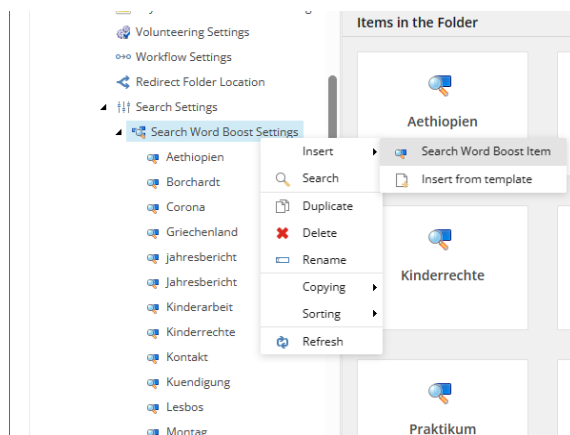 Volunteering Settings
Workflow Settings
Redirect Folder Location
Search Settings
Search Word Boost Settings
Aethiopien
Borchardt
Corona
Griechenland
jahresbericht
Jahresbericht
Kinderarbeit
Kinderrechte
Kontakt
Kuendigung
Lesbos
Montag
Insert
Search
Duplicate
Delete
Rename
Copying
Sorting
Refresh
Search Word Boost Item
Insert from template
Items in the Folder
Aethiopien
Kinderrechte
Praktikum